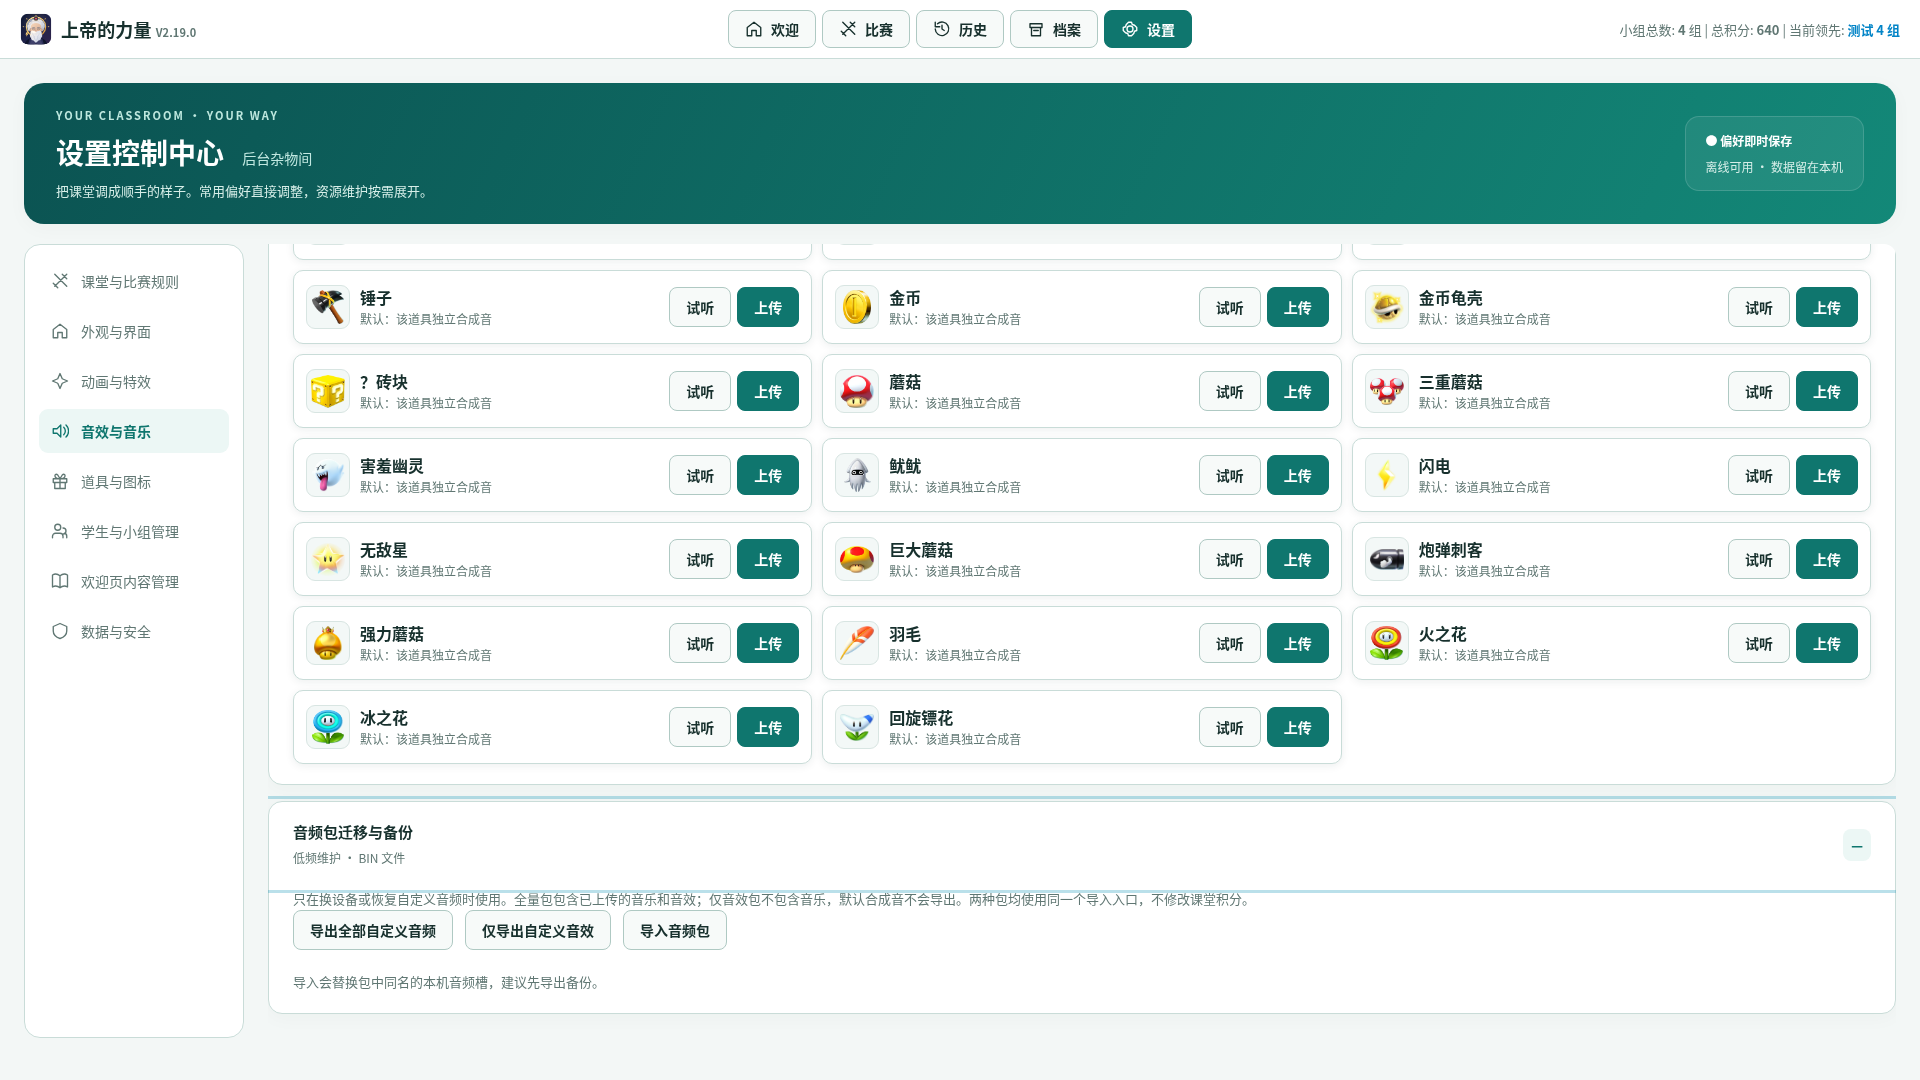 上帝的力量 V2.19.0
欢迎
比赛
历史
档案
设置
小组总数: 4 组 | 总积分: 640 | 当前领先: 测试 4 组
YOUR CLASSROOM • YOUR WAY
设置控制中心 后台杂物间
把课堂调成顺手的样子。常用偏好直接调整，资源维护按需展开。
偏好即时保存
离线可用 • 数据留在本机
课堂与比赛规则
外观与界面
动画与特效
音效与音乐
道具与图标
学生与小组管理
欢迎页内容管理
数据与安全
锤子
默认：该道具独立合成音
试听 上传
金币
默认：该道具独立合成音
试听 上传
金币龟壳
默认：该道具独立合成音
试听 上传
？砖块
默认：该道具独立合成音
试听 上传
蘑菇
默认：该道具独立合成音
试听 上传
三重蘑菇
默认：该道具独立合成音
试听 上传
害羞幽灵
默认：该道具独立合成音
试听 上传
鱿鱿
默认：该道具独立合成音
试听 上传
闪电
默认：该道具独立合成音
试听 上传
无敌星
默认：该道具独立合成音
试听 上传
巨大蘑菇
默认：该道具独立合成音
试听 上传
炮弹刺客
默认：该道具独立合成音
试听 上传
强力蘑菇
默认：该道具独立合成音
试听 上传
羽毛
默认：该道具独立合成音
试听 上传
火之花
默认：该道具独立合成音
试听 上传
冰之花
默认：该道具独立合成音
试听 上传
回旋镖花
默认：该道具独立合成音
试听 上传
音频包迁移与备份
低频维护 • BIN 文件
只在换设备或恢复自定义音频时使用。全量包包含已上传的音乐和音效；仅音效包不包含音乐，默认合成音不会导出。两种包均使用同一个导入入口，不修改课堂积分。
导出全部自定义音频 仅导出自定义音效 导入音频包
导入会替换包中同名的本机音频槽，建议先导出备份。